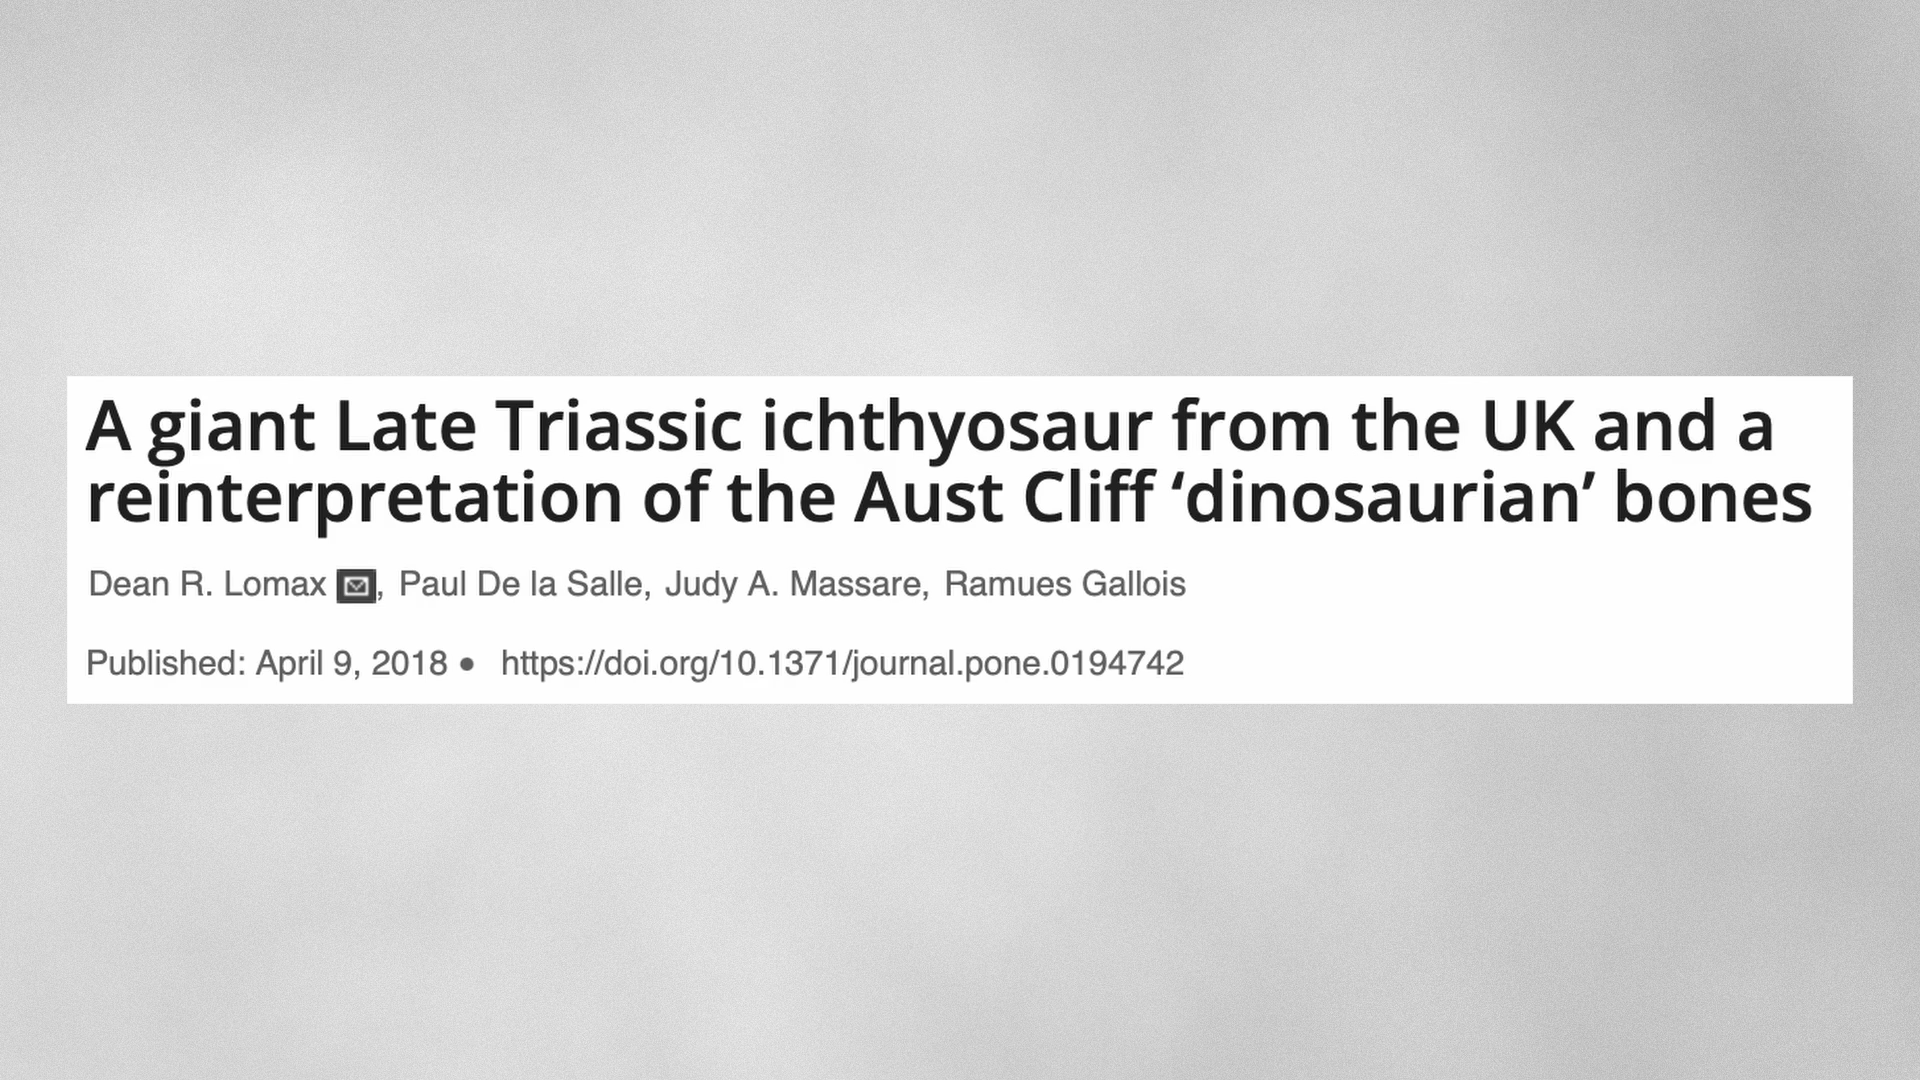 A giant Late Triassic ichthyosaur from the UK and a
reinterpretation of the Aust Cliff ‘dinosaurian’ bones
Dean R. Lomax , Paul De la Salle, Judy A. Massare, Ramues Gallois
Published: April 9, 2018 • https://doi.org/10.1371/journal.pone.0194742